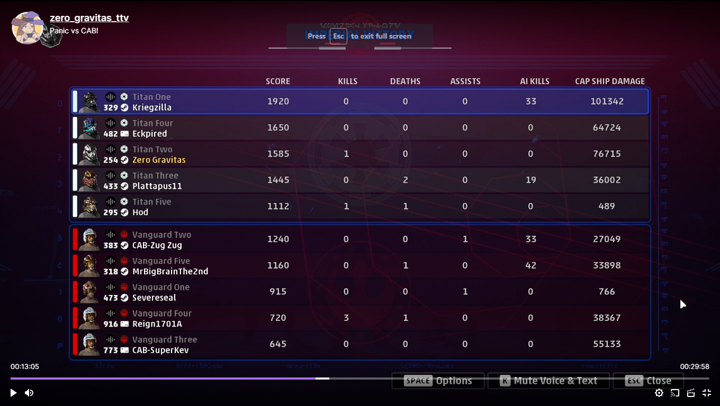 zero_gravitas_ttv
Panic vs CAB!
Press Esc to exit full screen
SCORE KILLS DEATHS ASSISTS AI KILLS CAP SHIP DAMAGE
Titan One
329 Kriegzilla 1920 0 0 0 33 101342
Titan Four
482 Eckpired 1650 0 0 0 0 64724
Titan Two
254 Zero Gravitas 1585 1 0 0 0 76715
Titan Three
433 Plattapus11 1445 0 2 0 19 36002
Titan Five
295 Hod 1112 1 1 0 0 489
Vanguard Two
383 CAB-Zug Zug 1240 0 0 1 33 27049
Vanguard Five
318 MrBigBrainThe2nd 1160 0 1 0 42 33898
Vanguard One
473 Severeseal 915 0 0 1 0 766
Vanguard Four
916 Reign1701A 720 3 1 0 0 38367
Vanguard Three
773 CAB-SuperKev 645 0 0 0 0 55133
00:13:05 00:29:58
SPACE Options K Mute Voice & Text ESC Close